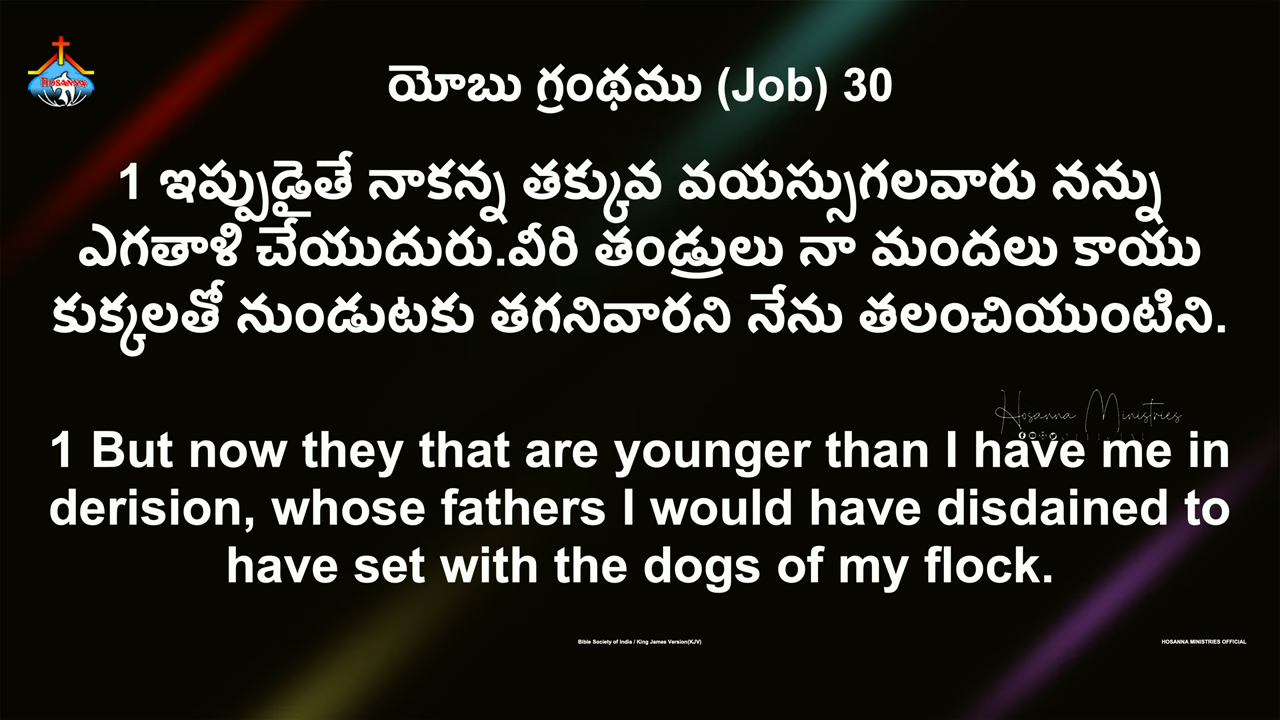 HOSANNA
యోబు గ్రంథము (Job) 30
1 ఇప్పుడైతే నాకన్న తక్కువ వయస్సుగలవారు నన్ను
ఎగతాళి చేయుదురు.వీరి తండ్రులు నా మందలు కాయు
కుక్కలతో నుండుటకు తగనివారని నేను తలంచియుంటిని.
Hosanna Ministries
1 But now they that are younger than I have me in
derision, whose fathers I would have disdained to
have set with the dogs of my flock.
Bible Society of India / King James Version(KJV)
HOSANNA MINISTRIES OFFICIAL